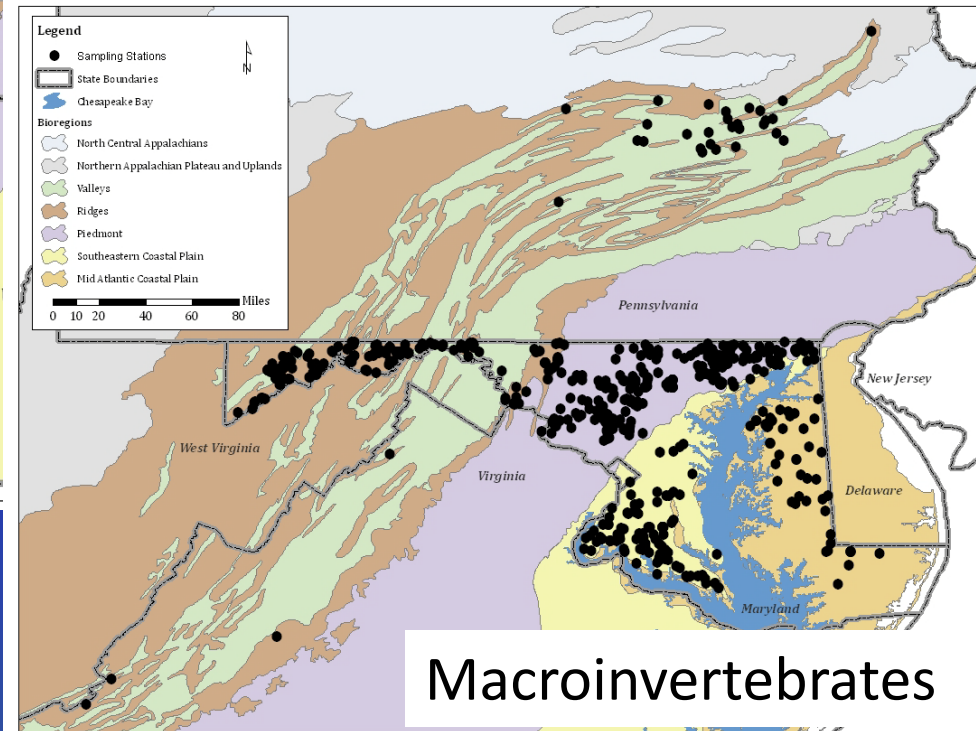 Legend
Sampling Stations
State Boundaries
Chesapeake Bay
Bioregions
North Central Appalachians
Northern Appalachian Plateau and Uplands
Valleys
Ridges
Piedmont
Southeastern Coastal Plain
Mid Atlantic Coastal Plain
Miles
0 10 20 40 60 80
N
Pennsylvania
New Jersey
West Virginia
Virginia
Delaware
Maryland
Macroinvertebrates